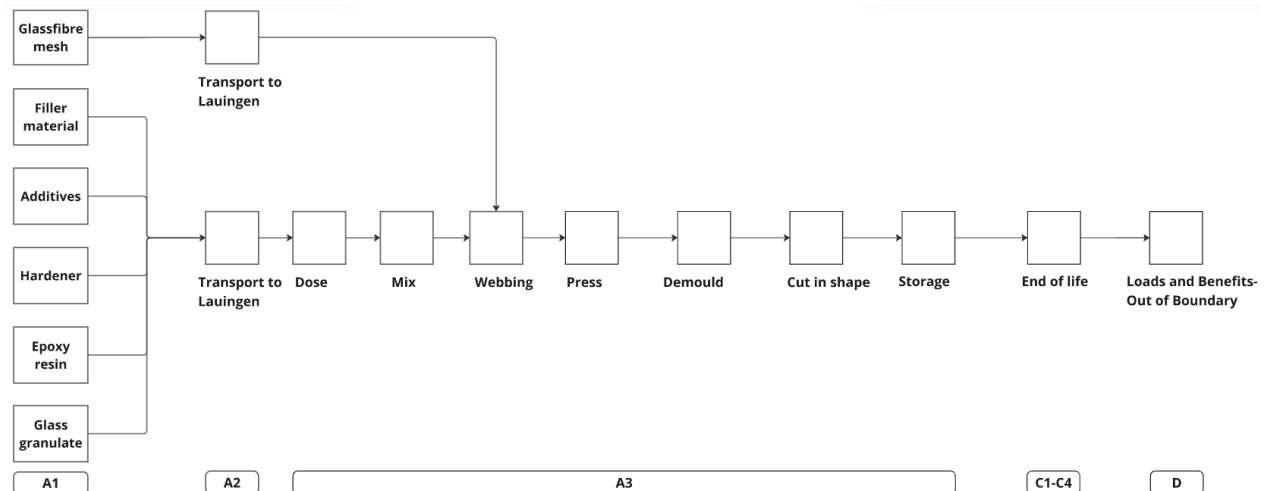 Glassfibre
mesh
Transport to
Lauingen
Filler
material
Additives
Hardener
Epoxy
resin
Glass
granulate
Transport to
Lauingen
Dose
Mix
Webbing
Press
Demould
Cut in shape
Storage
End of life
Loads and Benefits-
Out of Boundary
A1
A2
A3
C1-C4
D